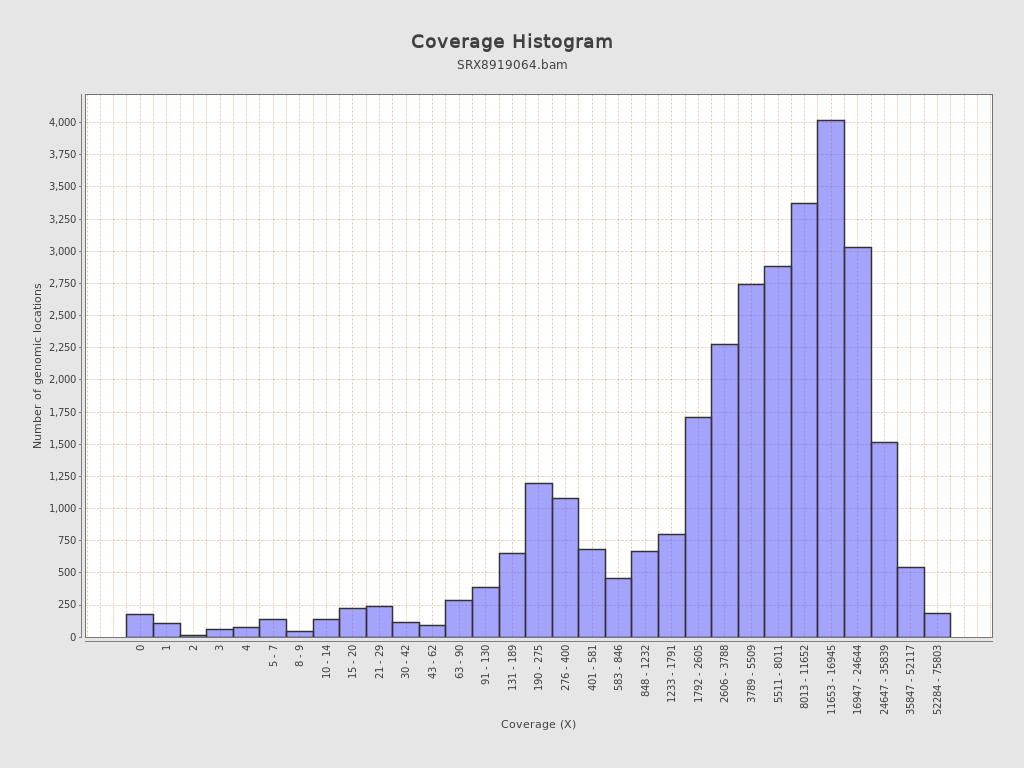 Coverage Histogram
SRX8919064.bam
Number of genomic locations
4,000
3,750
3,500
3,250
3,000
2,750
2,500
2,250
2,000
1,750
1,500
1,250
1,000
750
500
250
0
0
1
2
3
4
5 - 7
8 - 9
10 - 14
15 - 20
21 - 29
30 - 42
43 - 62
63 - 90
91 - 130
131 - 189
190 - 275
276 - 400
401 - 581
583 - 846
848 - 1232
1233 - 1791
1792 - 2605
2606 - 3788
3789 - 5509
5511 - 8011
8013 - 11652
11653 - 16945
16947 - 24644
24647 - 35839
35847 - 52117
52284 - 75803
Coverage (X)